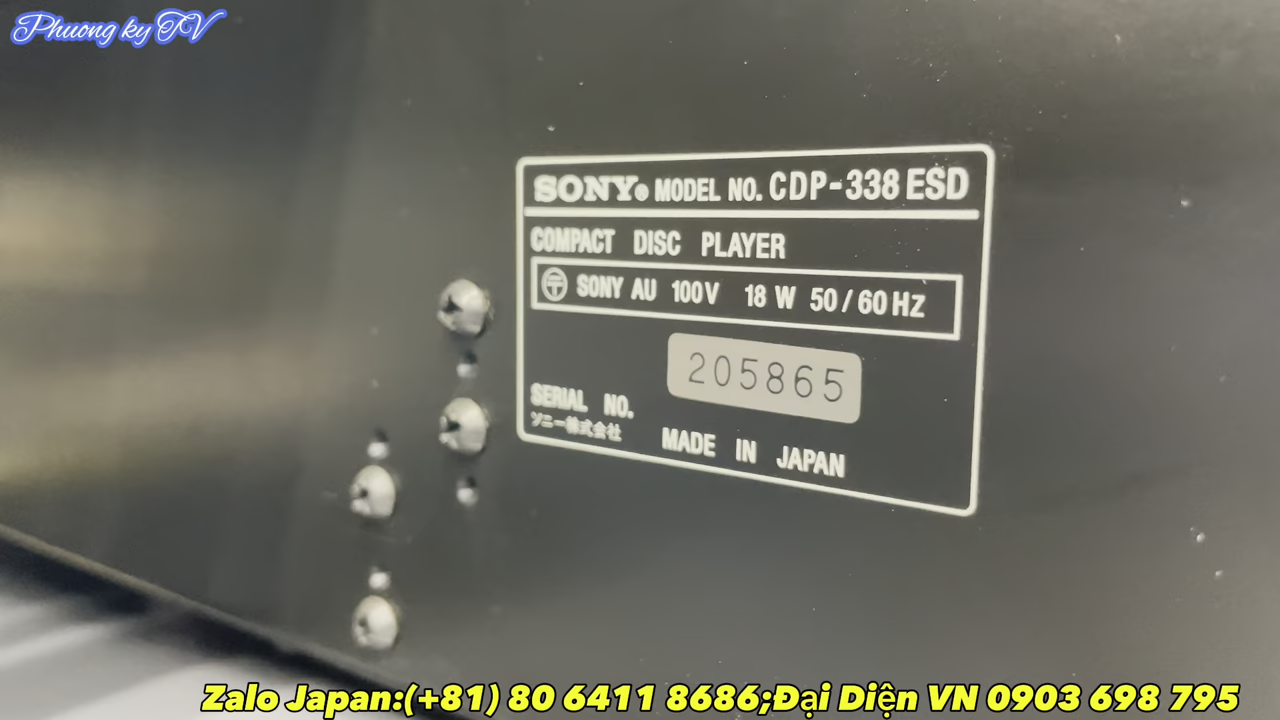 Phuong ky TV
SONY® MODEL NO. CDP-338 ESD
COMPACT DISC PLAYER
SONY AU 100V 18 W 50/60 HZ
205865
SERIAL NO.
ソニー株式会社
MADE IN JAPAN
Zalo Japan:(+81) 80 6411 8686;Đại Diện VN 0903 698 795